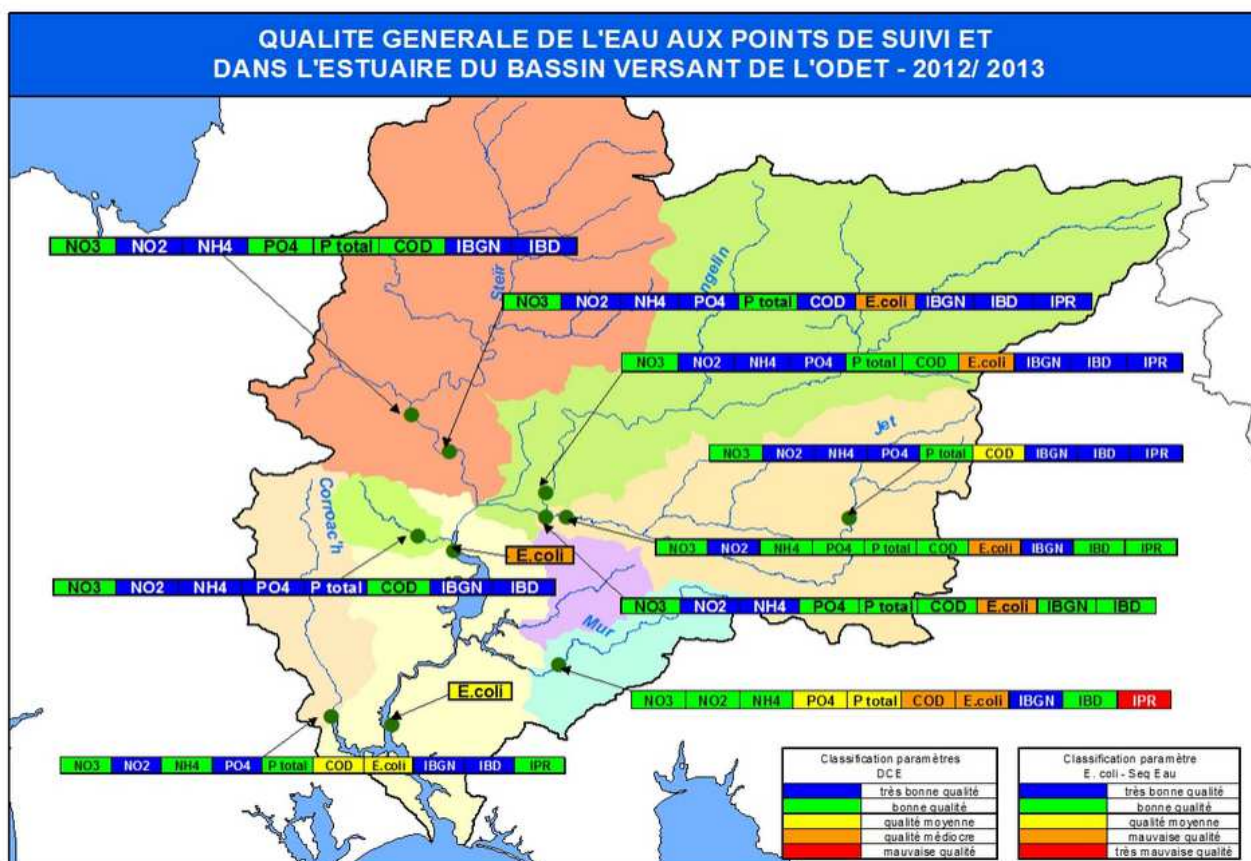 QUALITE GENERALE DE L'EAU AUX POINTS DE SUIVI ET
DANS L'ESTUAIRE DU BASSIN VERSANT DE L'ODET - 2012/ 2013
NO3 NO2 NH4 PO4 P total COD IBGN IBD
Steïr
ngelin
NO3 NO2 NH4 PO4 P total COD E.coli IBGN IBD IPR
NO3 NO2 NH4 PO4 P total COD E.coli IBGN IBD IPR
Jet
NO3 NO2 NH4 PO4 P total COD IBGN IBD IPR
Corroac'h
E.coli
NO3 NO2 NH4 PO4 P total COD E.coli IBGN IBD IPR
NO3 NO2 NH4 PO4 P total COD IBGN IBD
NO3 NO2 NH4 PO4 P total COD E.coli IBGN IBD
Mur
E.coli
NO3 NO2 NH4 PO4 P total COD E.coli IBGN IBD IPR
NO3 NO2 NH4 PO4 P total COD E.coli IBGN IBD IPR
Classification paramètres
DCE
très bonne qualité
bonne qualité
qualité moyenne
qualité médiocre
mauvaise qualité
Classification paramètre
E. coli - Seq Eau
très bonne qualité
bonne qualité
qualité moyenne
mauvaise qualité
très mauvaise qualité